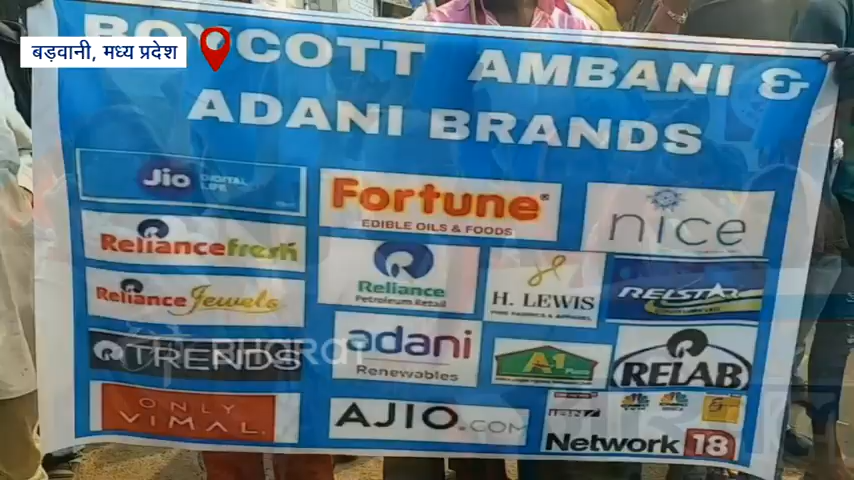 बड़वानी, मध्य प्रदेश
BOYCOTT AMBANI &
ADANI BRANDS
Jio DIGITAL
LIFE
Fortune
EDIBLE OILS & FOODS
nice
Reliance fresh
Reliance
Petroleum Retail
H. LEWIS
RELSTAR
Reliance Jewels
TRENDS
adani
Renewables
A1
RELAB
ONLY
VIMAL
AJIO.COM
Network 18